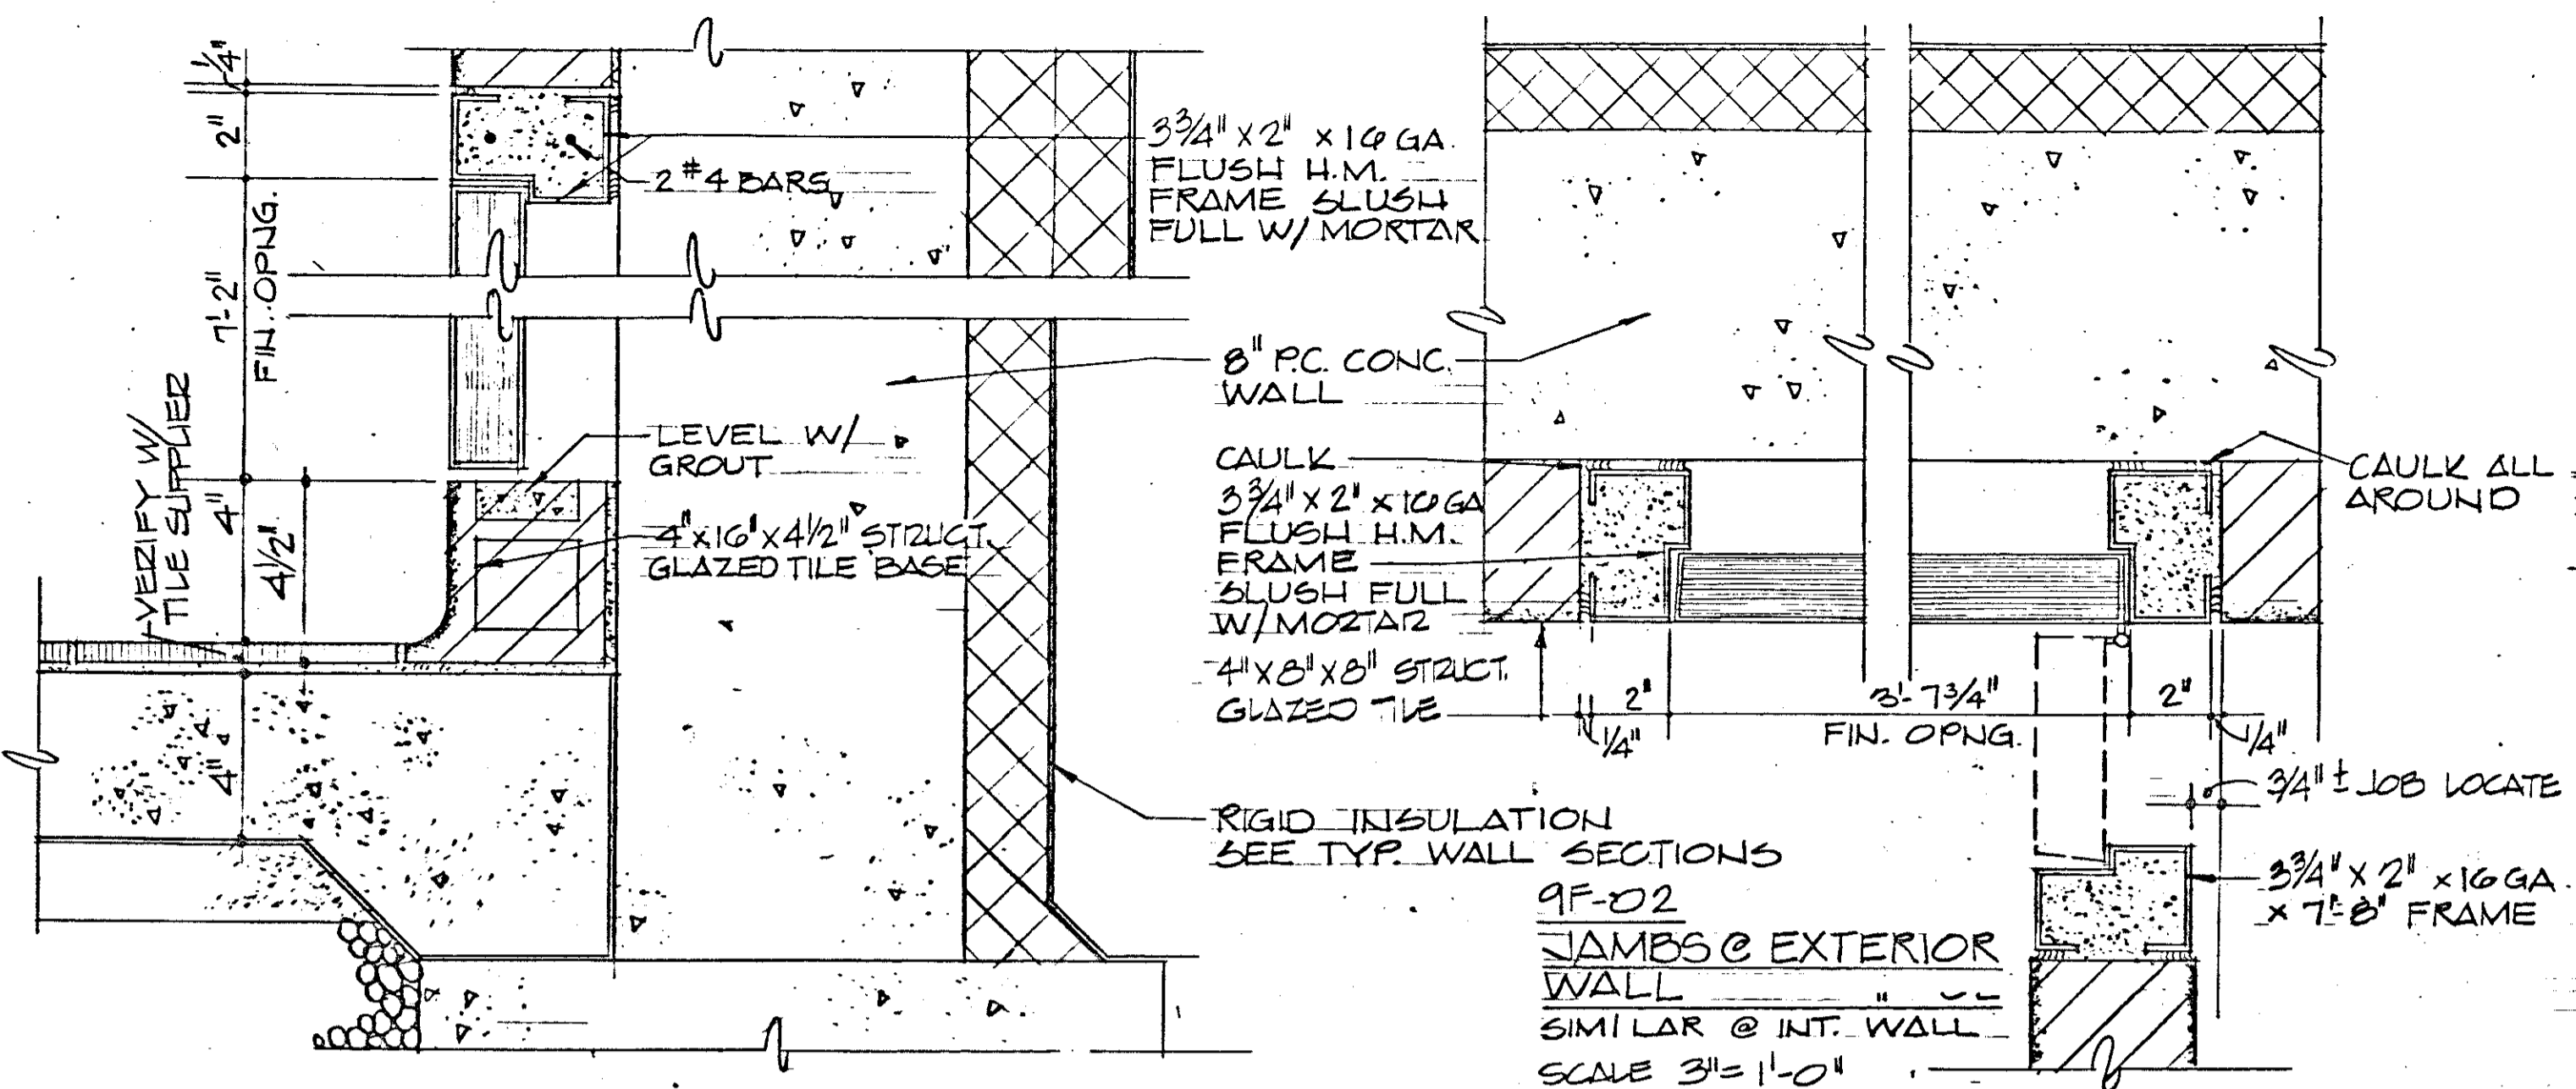 1/4"
2"
7'-2"
FIN. OPNG.
VERIFY W/
TILE SUPPLIER
4"
4 1/2"
4"
2 #4 BARS
3 3/4" X 2" X 16 GA.
FLUSH H.M.
FRAME SLUSH
FULL W/ MORTAR
8" P.C. CONC.
WALL
LEVEL W/
GROUT
4" x 16" x 4 1/2" STRUCT.
GLAZED TILE BASE
CAULK
3 3/4" X 2" X 16 GA
FLUSH H.M.
FRAME
SLUSH FULL
W/ MORTAR
4" X 8" X 8" STRUCT.
GLAZED TILE
CAULK ALL
AROUND
1/4"
2"
3'-7 3/4"
FIN. OPNG.
2"
1/4"
3/4" ± JOB LOCATE
RIGID INSULATION
SEE TYP. WALL SECTIONS
3 3/4" X 2" X 16 GA.
X 7'-8" FRAME
9F-02
JAMBS @ EXTERIOR
WALL
SIMILAR @ INT. WALL
SCALE 3" = 1'-0"